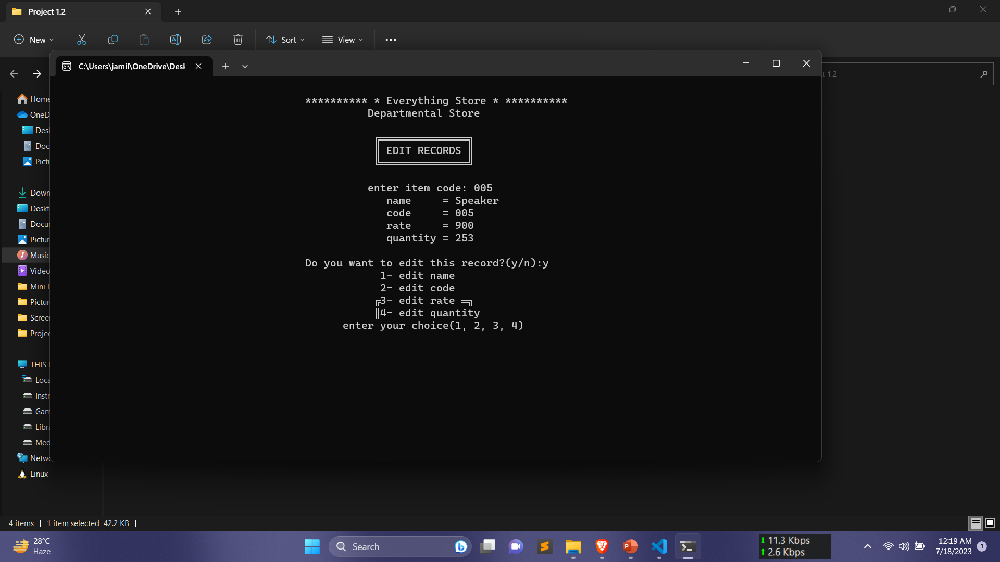 Project 1.2
New
Sort
View
C:\Users\jamil\OneDrive\Desk
t 1.2
Home
OneD
Desk
Doc
Pictu
Down
Deskt
Docur
Pictur
Music
Video
Mini P
Pictur
Screer
Projec
THIS
Loca
Instr
Gam
Libra
Med
Netwo
Linux
********** * Everything Store * **********
Departmental Store
EDIT RECORDS
enter item code: 005
name = Speaker
code = 005
rate = 900
quantity = 253
Do you want to edit this record?(y/n):y
1- edit name
2- edit code
3- edit rate
4- edit quantity
enter your choice(1, 2, 3, 4)
4 items | 1 item selected 42.2 KB |
28°C
Haze
Search
11.3 Kbps
2.6 Kbps
12:19 AM
7/18/2023
1